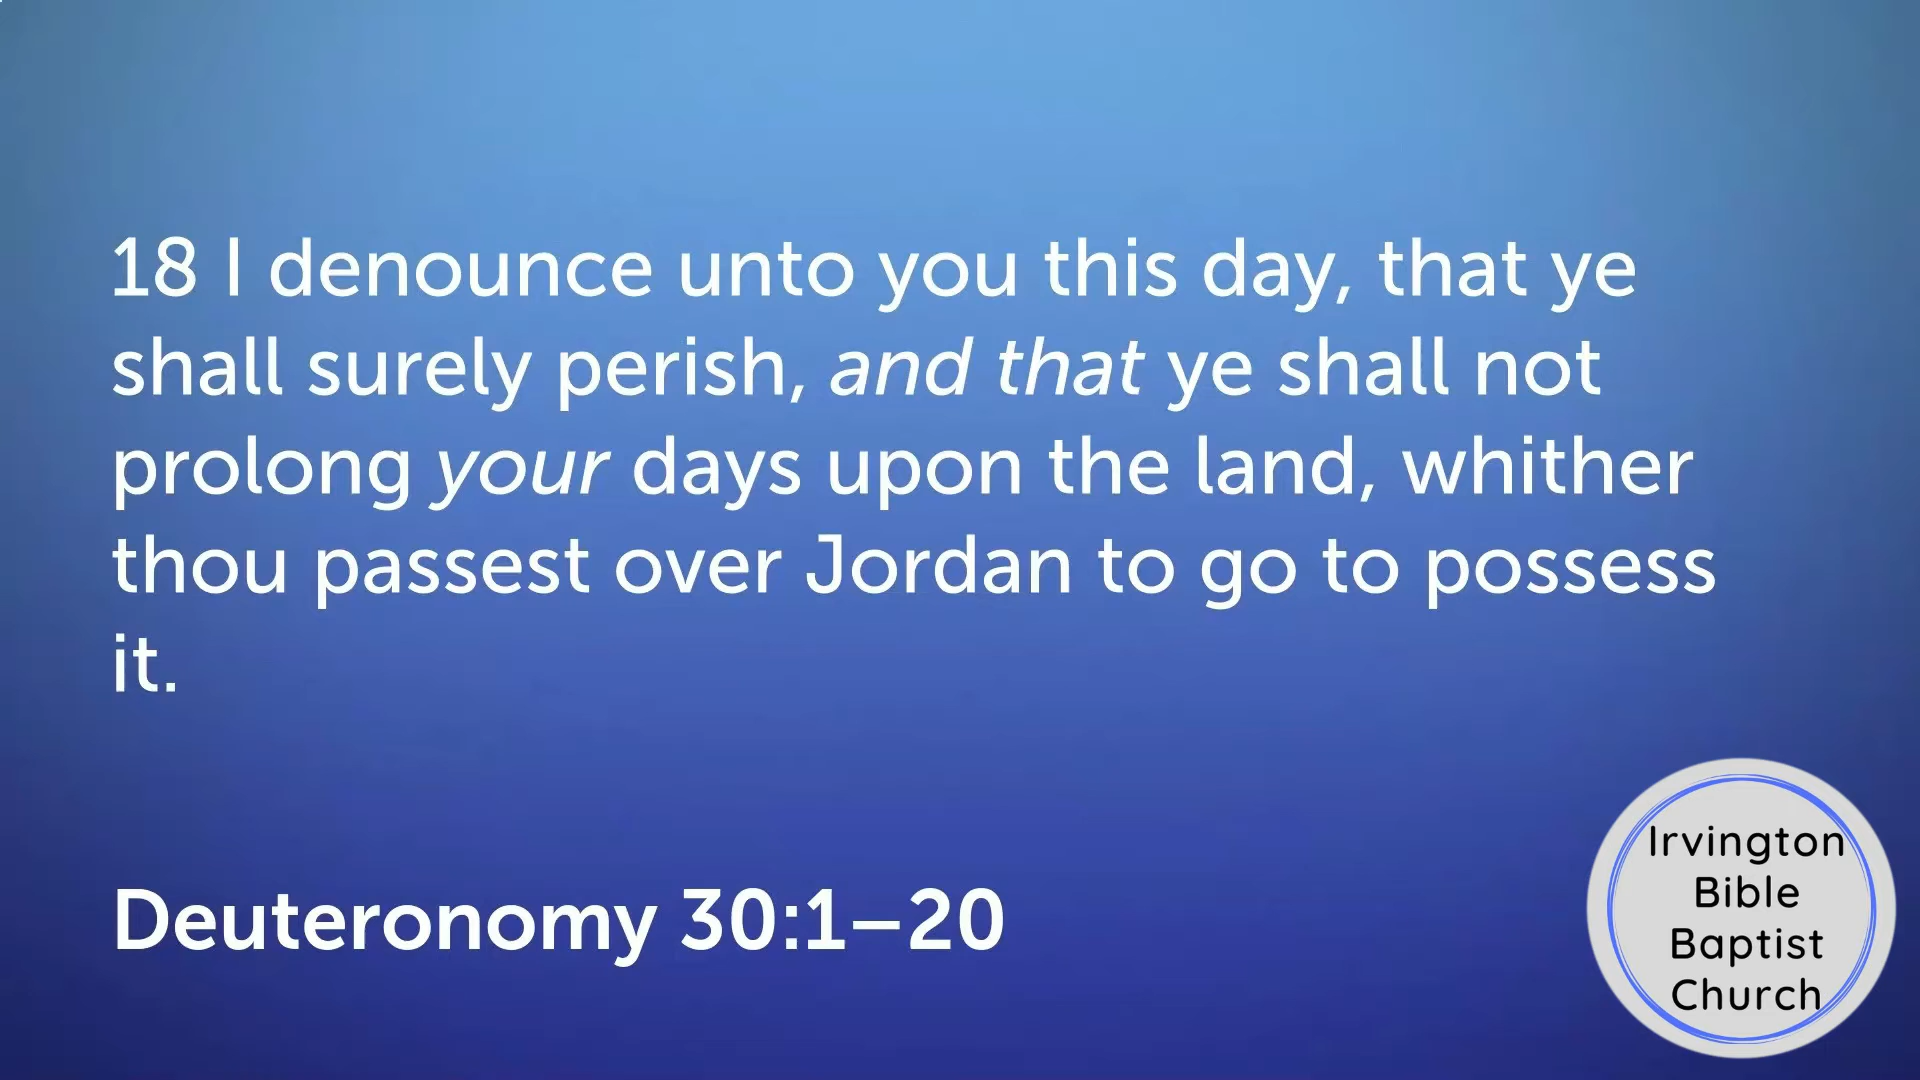 18 I denounce unto you this day, that ye
shall surely perish, and that ye shall not
prolong your days upon the land, whither
thou passest over Jordan to go to possess
it.
Deuteronomy 30:1–20
Irvington
Bible
Baptist
Church